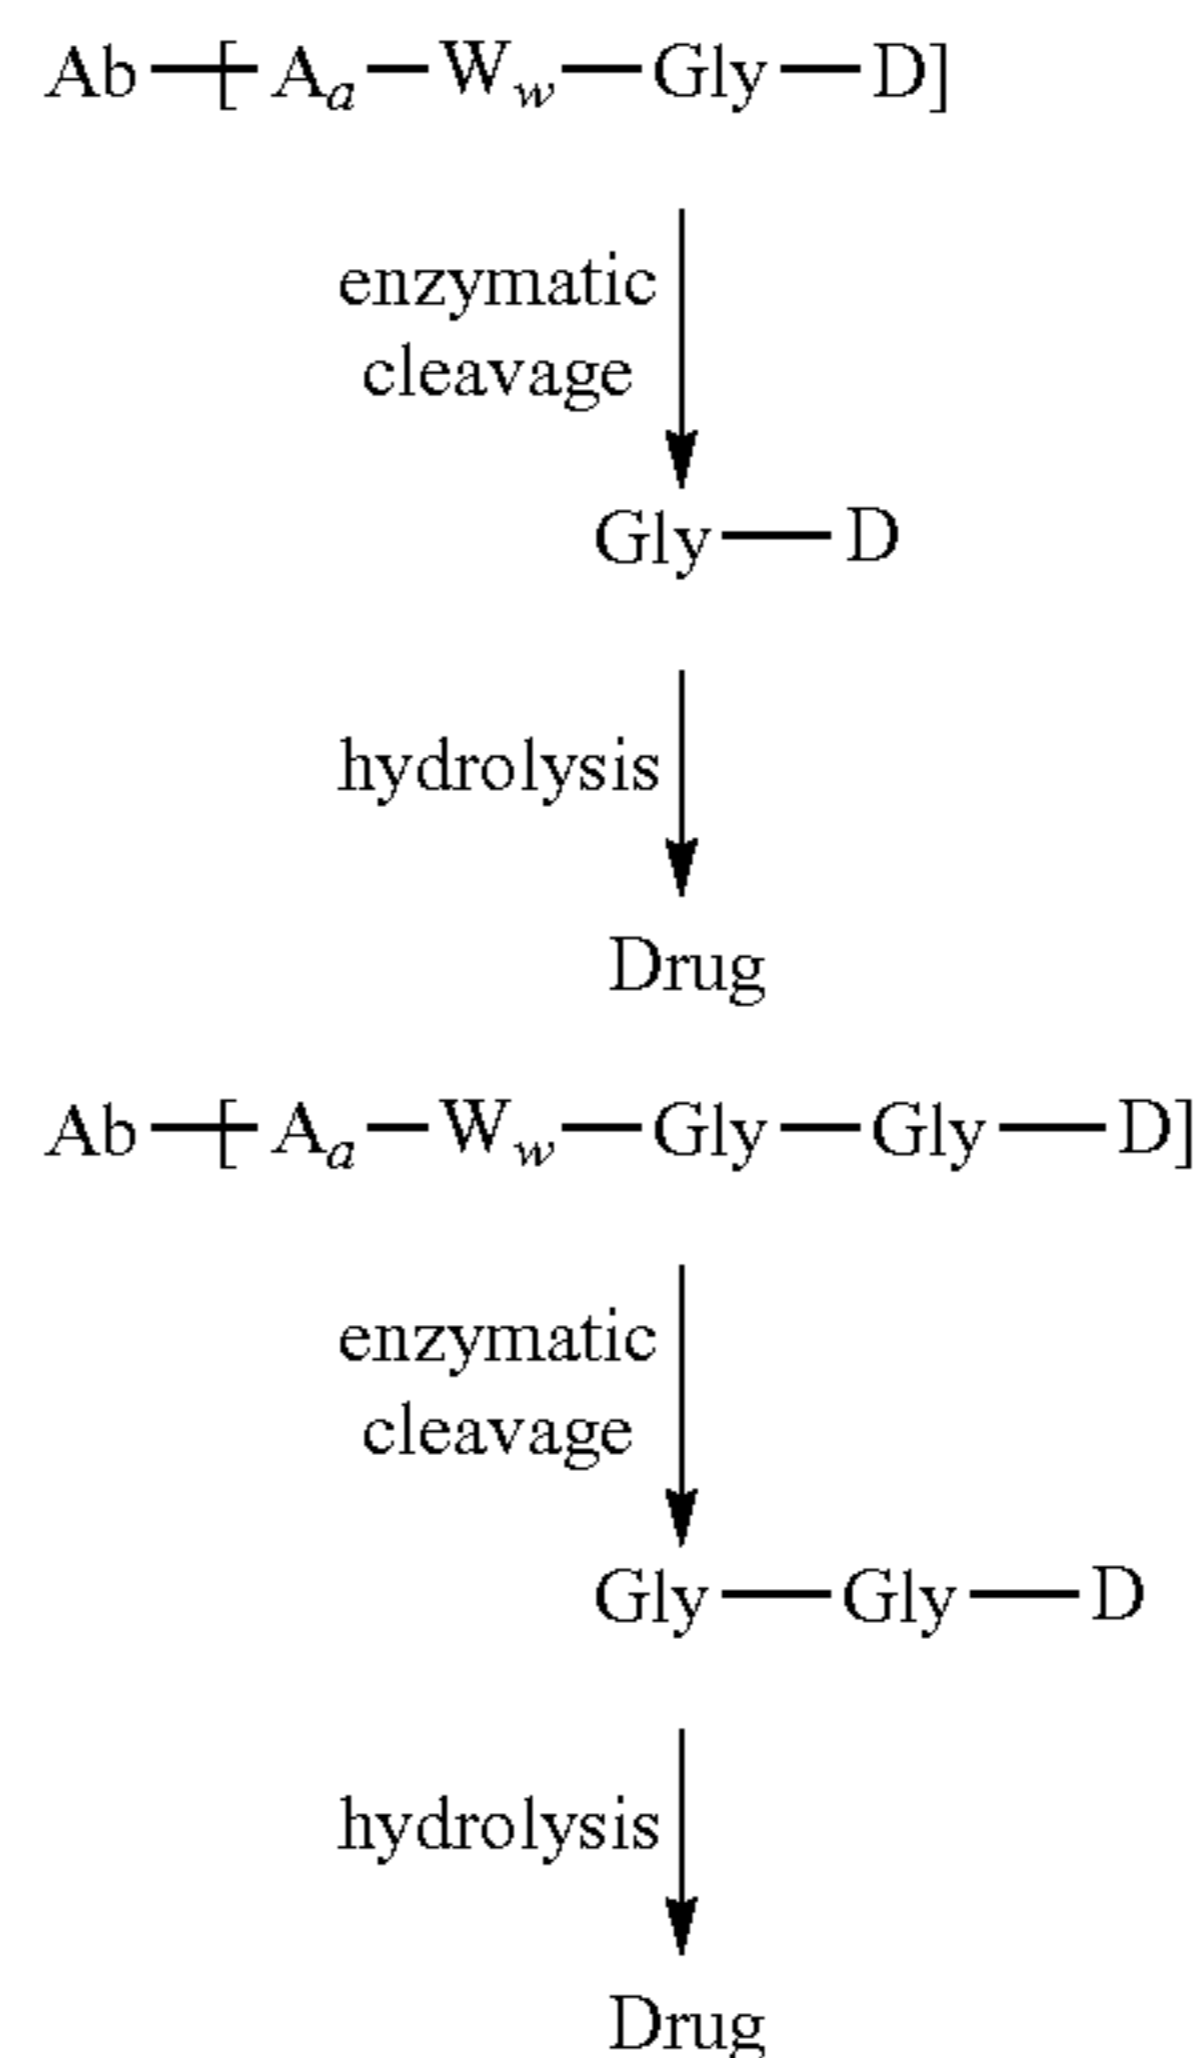 Ab—[A_a—W_w—Gly—D]
enzymatic
cleavage
Gly—D
hydrolysis
Drug
Ab—[A_a—W_w—Gly—Gly—D]
enzymatic
cleavage
Gly—Gly—D
hydrolysis
Drug